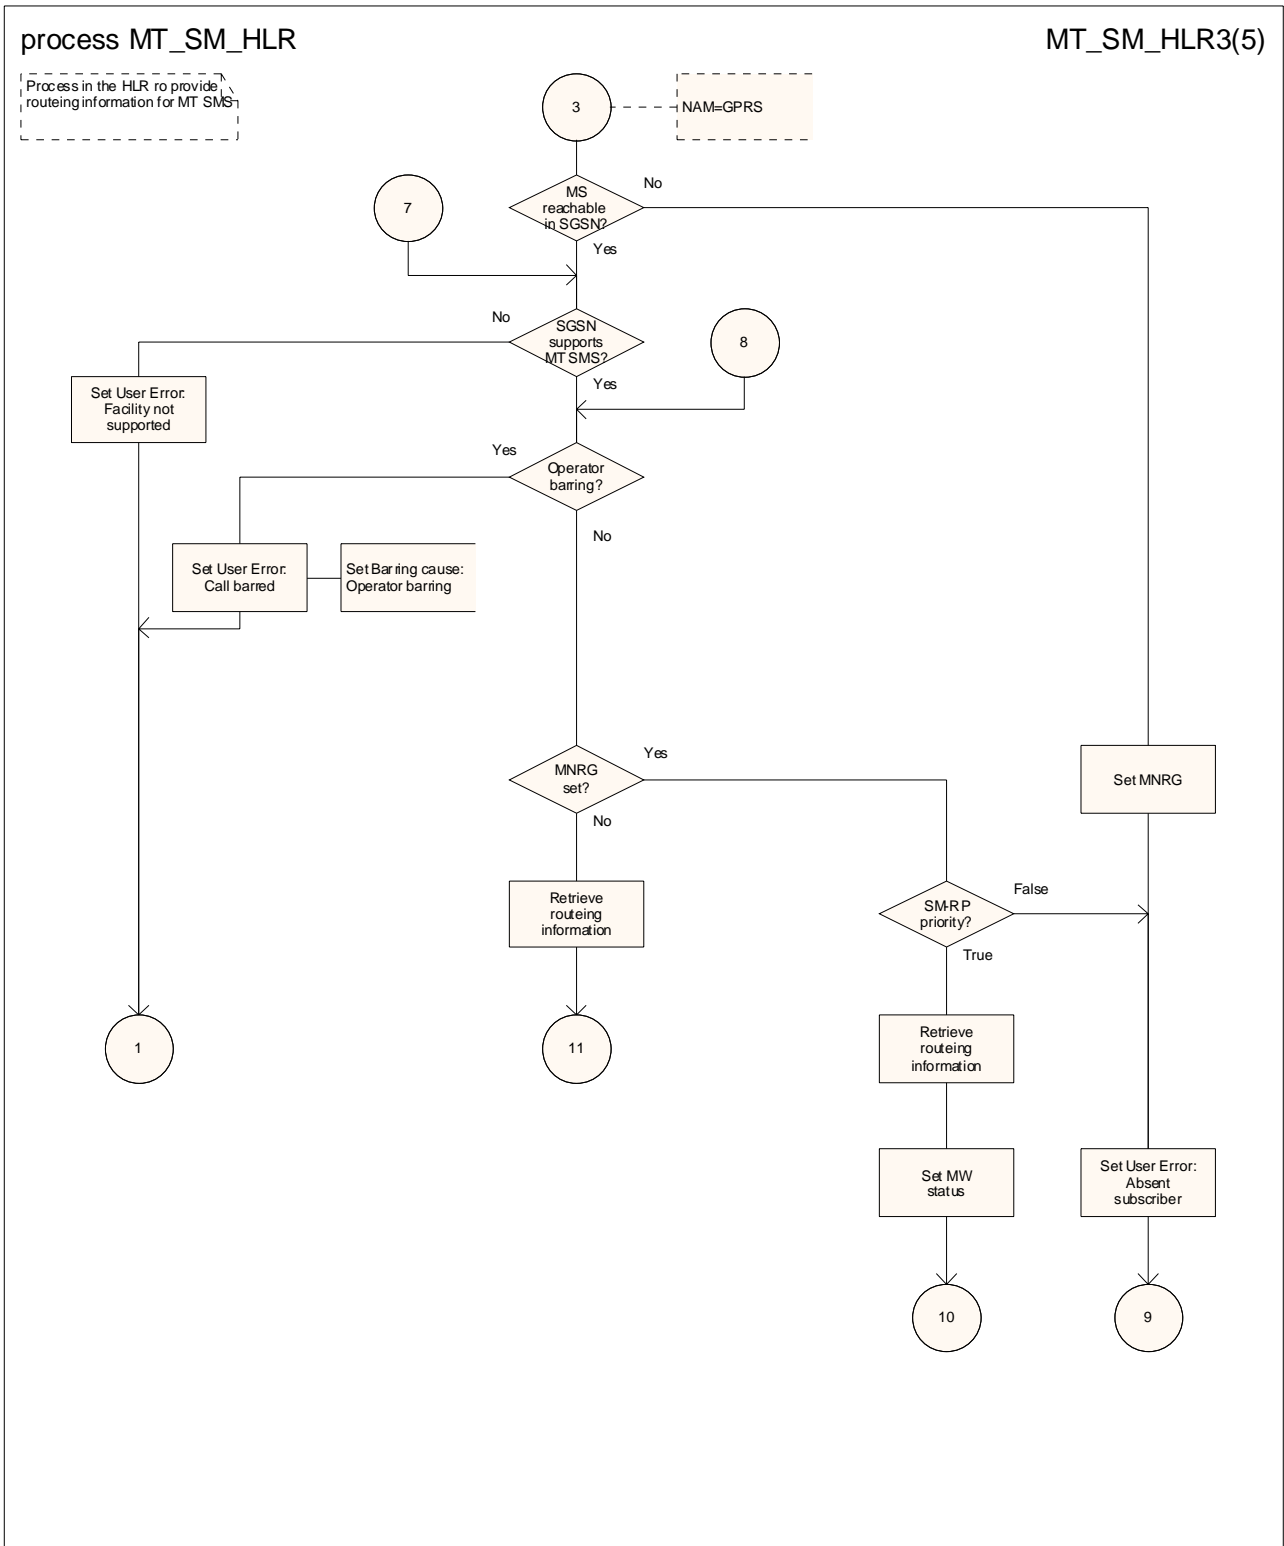 process MT_SM_HLR
MT_SM_HLR3(5)
Process in the HLR ro provide
routeing information for MT SMS
3
NAM=GPRS
MS
reachable
in SGSN?
No
Yes
7
SGSN
supports
MT SMS?
No
Yes
8
Set User Error:
Facility not
supported
Operator
barring?
Yes
No
Set User Error:
Call barred
Set Barring cause:
Operator barring
MNRG
set?
Yes
No
Set MNRG
Retrieve
routeing
information
SM-RP
priority?
False
True
1
11
Retrieve
routeing
information
Set MW
status
Set User Error:
Absent
subscriber
10
9